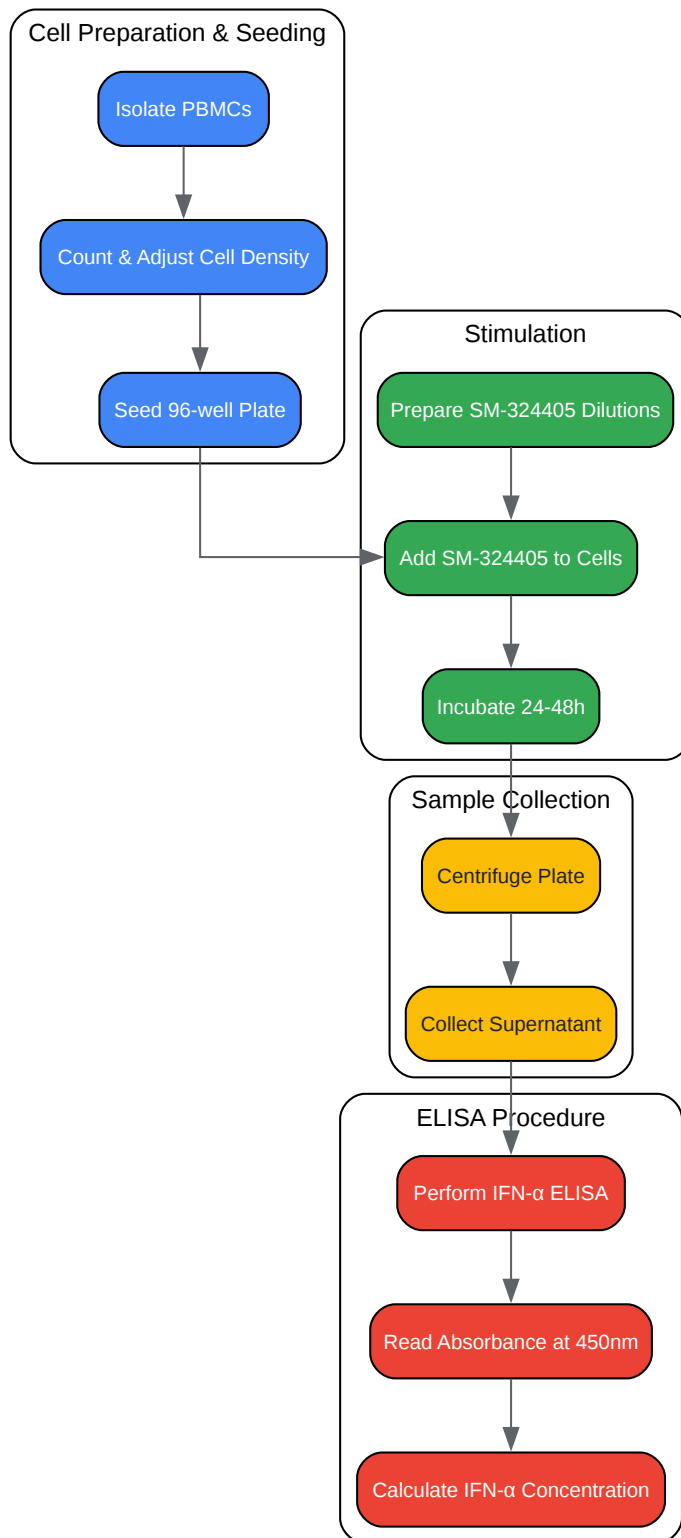 Cell Preparation & Seeding
Isolate PBMCs
Count & Adjust Cell Density
Seed 96-well Plate
Stimulation
Prepare SM-324405 Dilutions
Add SM-324405 to Cells
Incubate 24-48h
Sample Collection
Centrifuge Plate
Collect Supernatant
ELISA Procedure
Perform IFN-α ELISA
Read Absorbance at 450nm
Calculate IFN-α Concentration